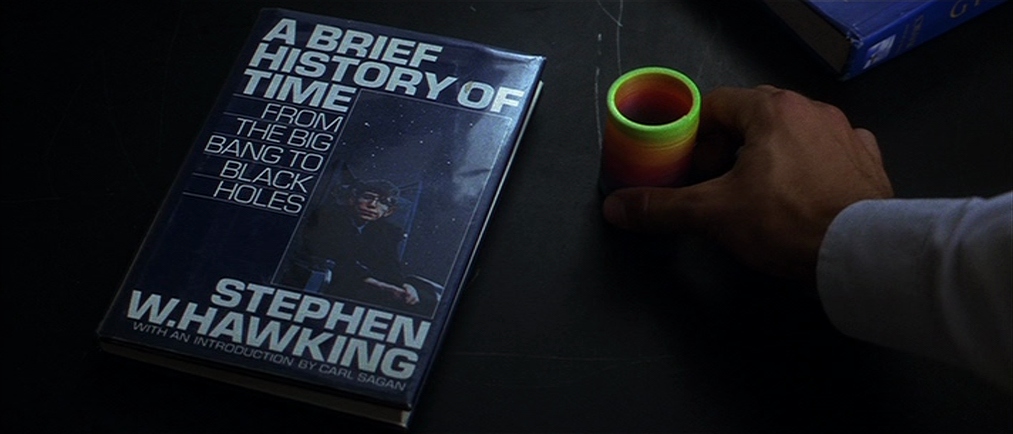 A BRIEF
HISTORY OF
TIME
FROM
THE BIG
BANG TO
BLACK
HOLES
STEPHEN
W. HAWKING
WITH AN INTRODUCTION BY CARL SAGAN